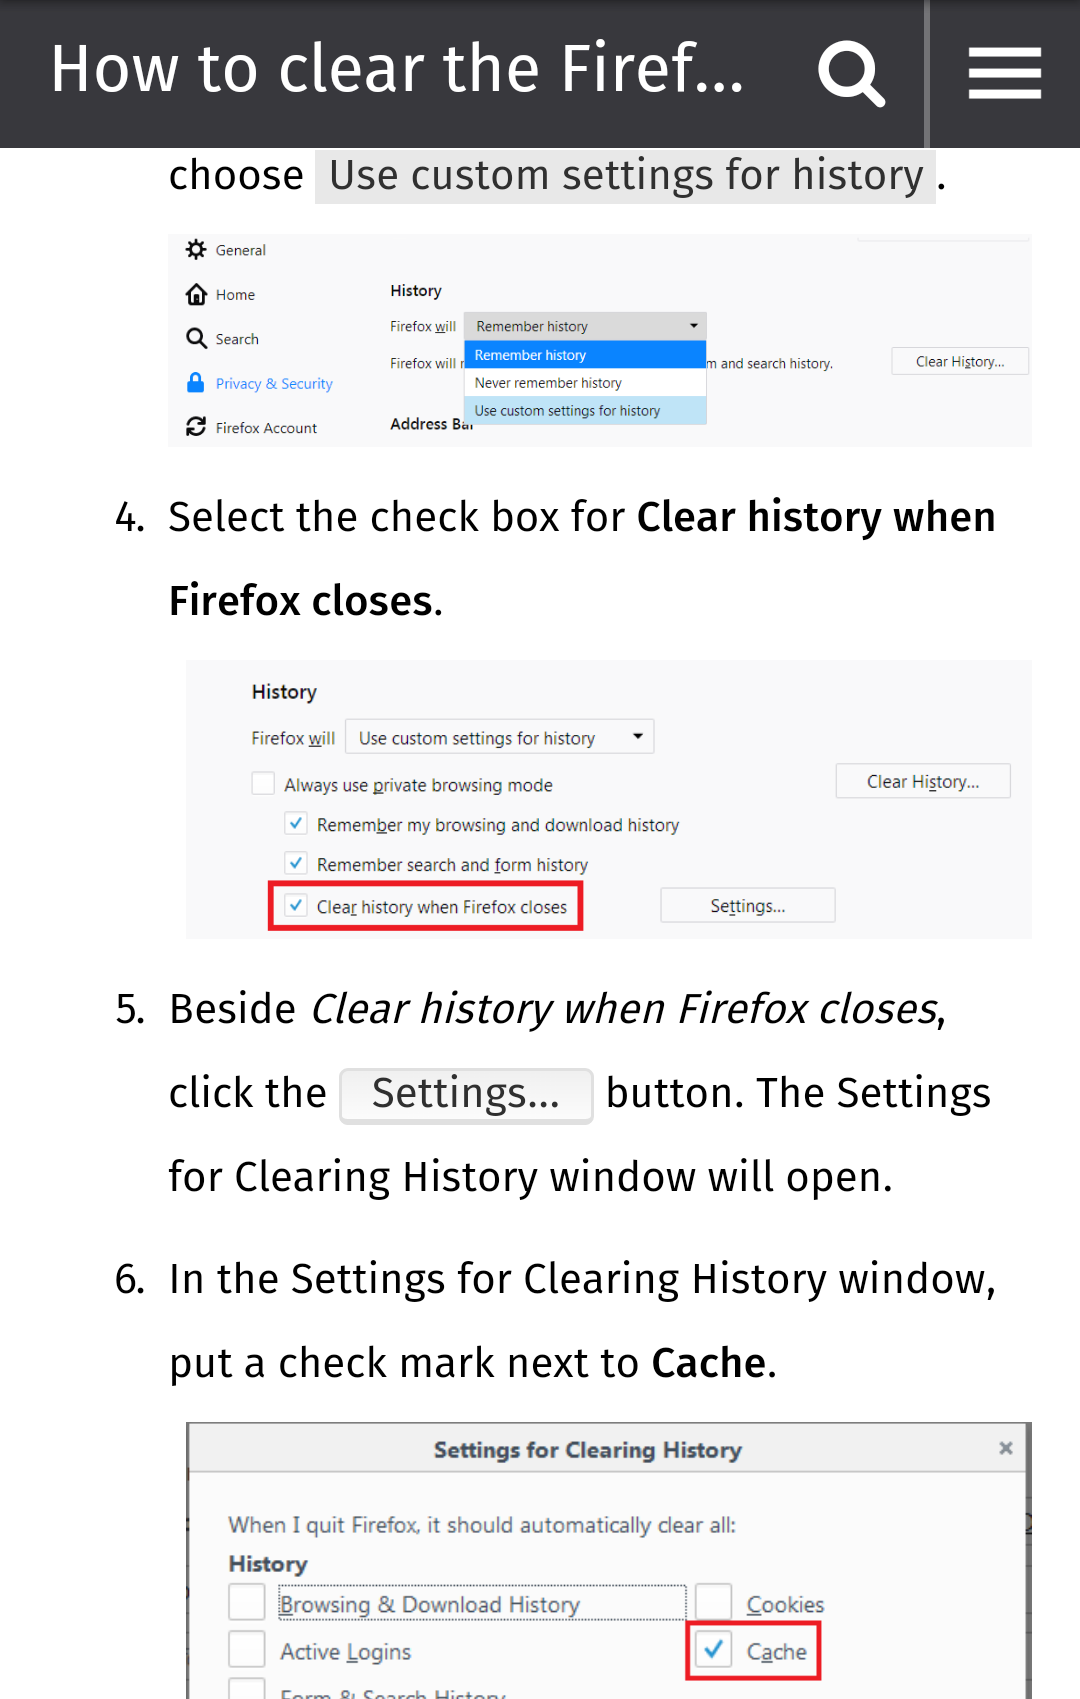 How to clear the Firef...
choose Use custom settings for history.
General
Home
History
Firefox will Remember history
Search
Remember history
Firefox will m and search history.
Clear History...
Privacy & Security
Never remember history
Use custom settings for history
Firefox Account
Address Bar
4. Select the check box for Clear history when
Firefox closes.
History
Firefox will Use custom settings for history
Always use private browsing mode
Clear History...
Remember my browsing and download history
Remember search and form history
Clear history when Firefox closes
Settings...
5. Beside Clear history when Firefox closes,
click the Settings... button. The Settings
for Clearing History window will open.
6. In the Settings for Clearing History window,
put a check mark next to Cache.
Settings for Clearing History
When I quit Firefox, it should automatically clear all:
History
Browsing & Download History Cookies
Active Logins Cache
Form & Search History